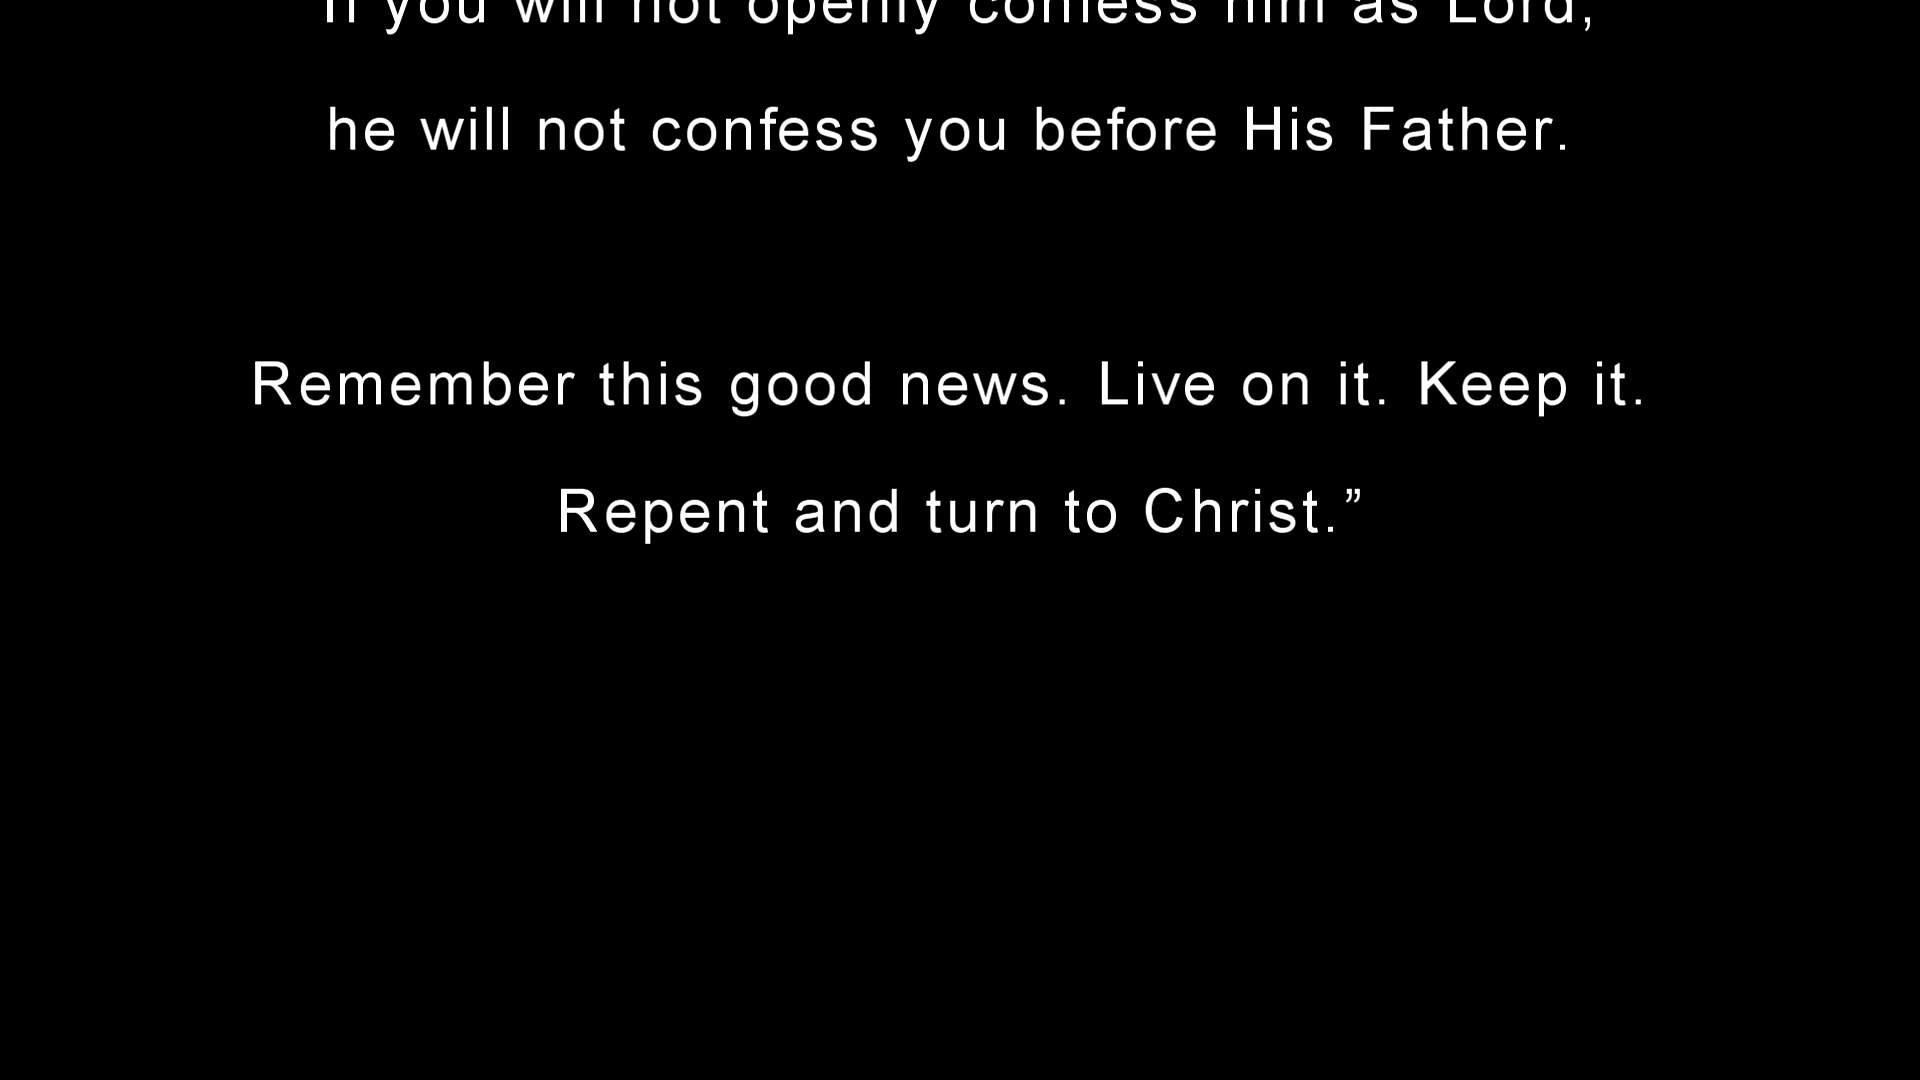 If you will not openly confess him as Lord,
he will not confess you before His Father.
Remember this good news. Live on it. Keep it.
Repent and turn to Christ.”